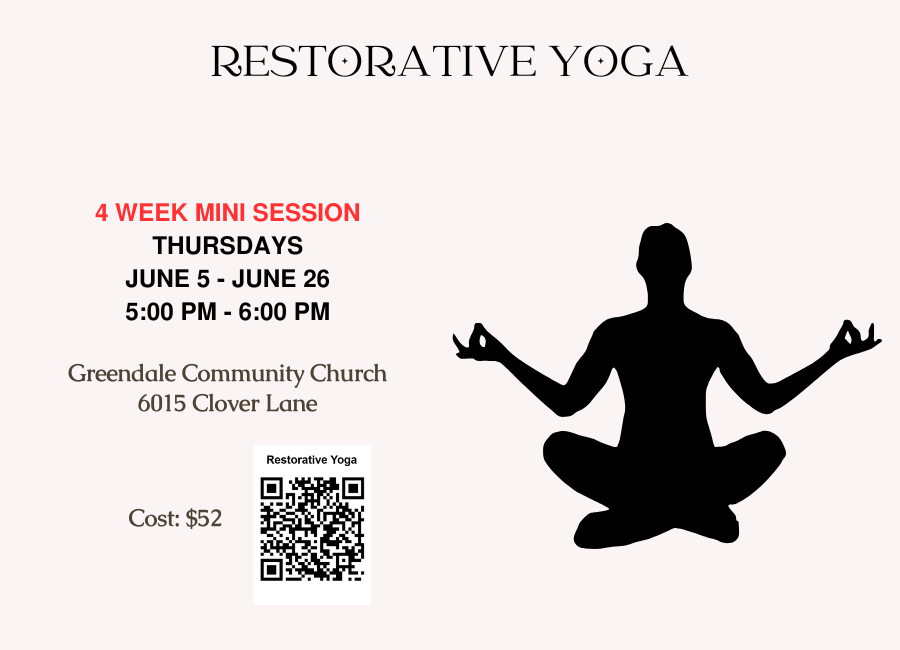 RESTORATIVE YOGA
4 WEEK MINI SESSION
THURSDAYS
JUNE 5 - JUNE 26
5:00 PM - 6:00 PM
Greendale Community Church
6015 Clover Lane
Restorative Yoga
Cost: $52